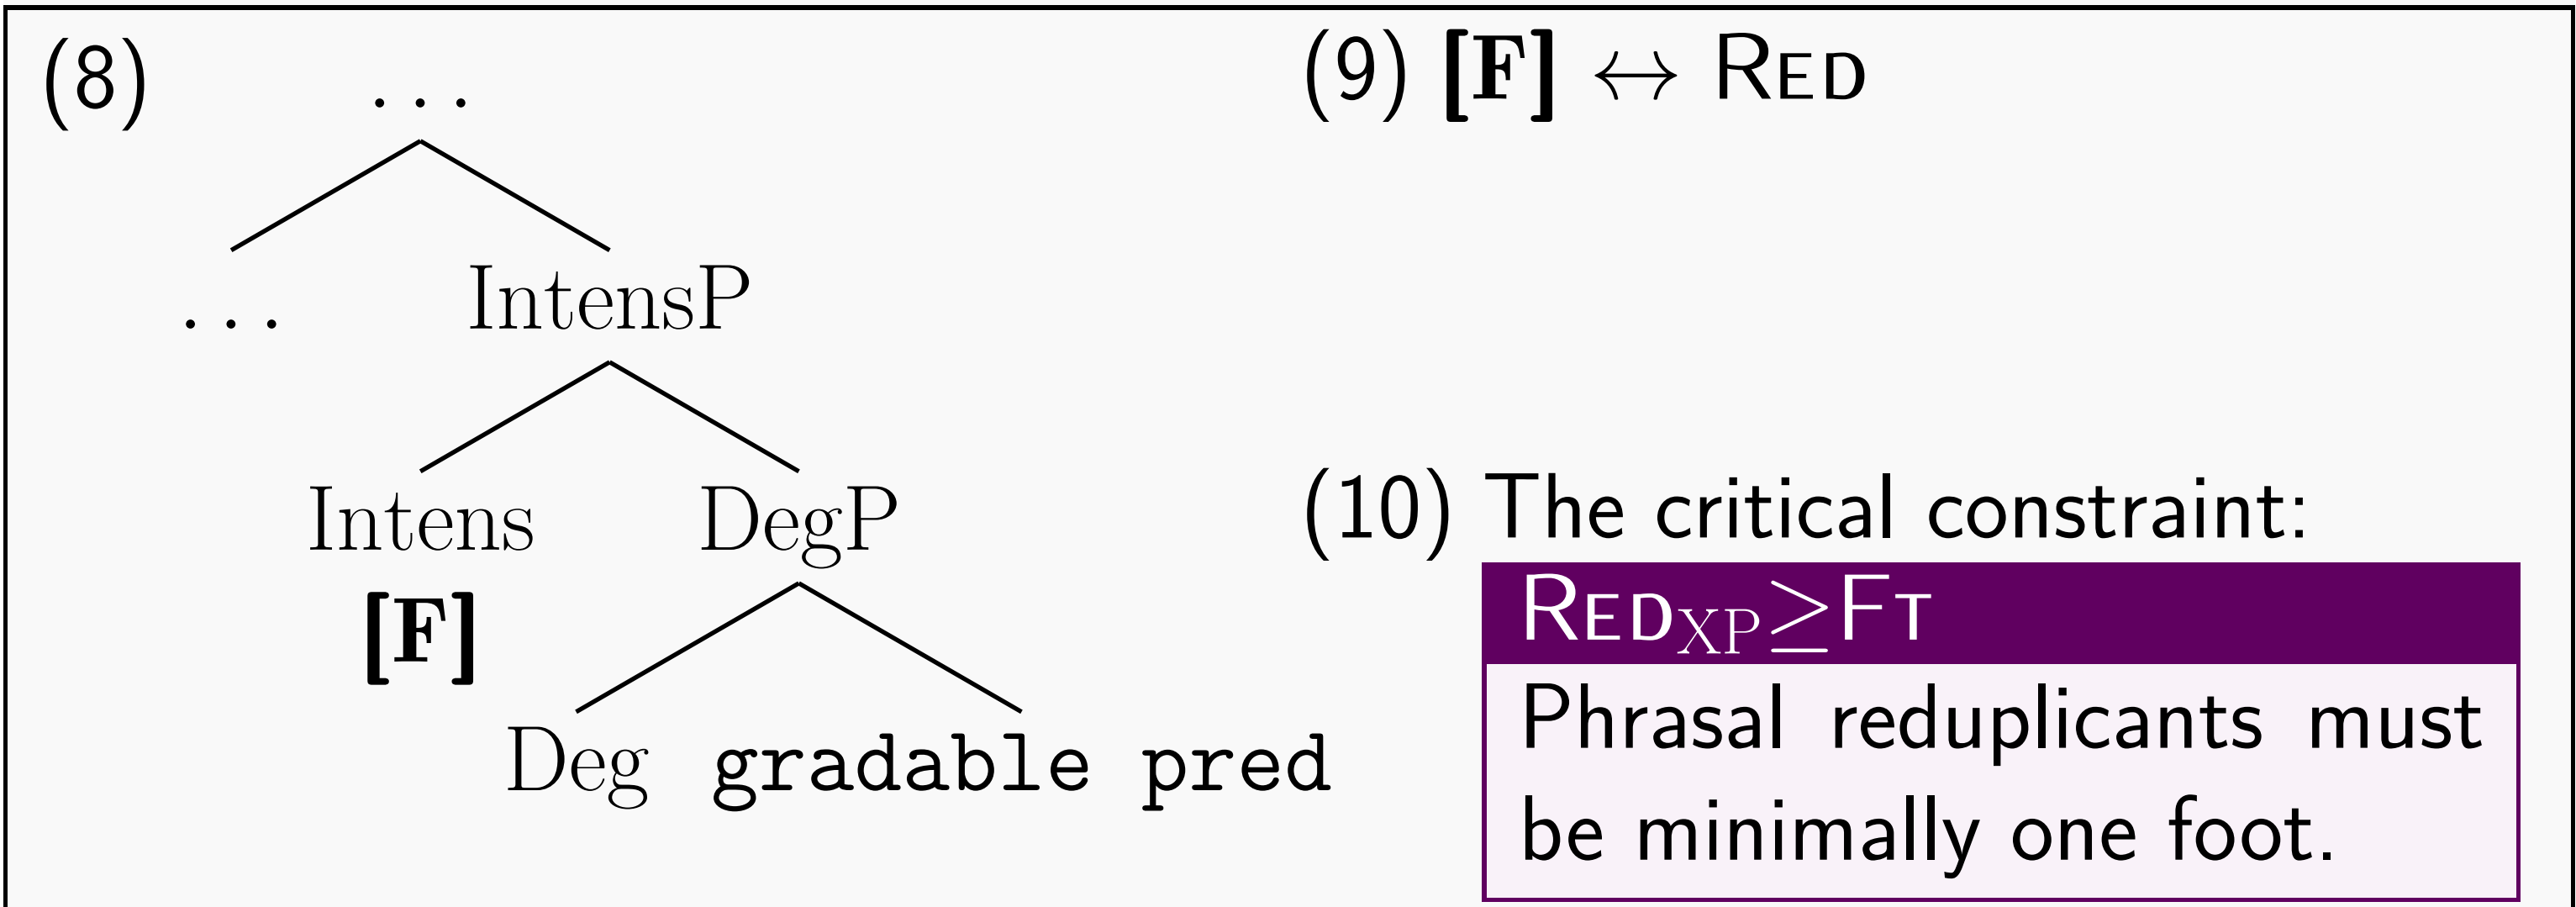 (8)
. . .
. . . IntensP
Intens DegP
[F]
Deg gradable pred
(9) [F] ↔ RED
(10) The critical constraint:
RED_XP≥FT
Phrasal reduplicants must
be minimally one foot.